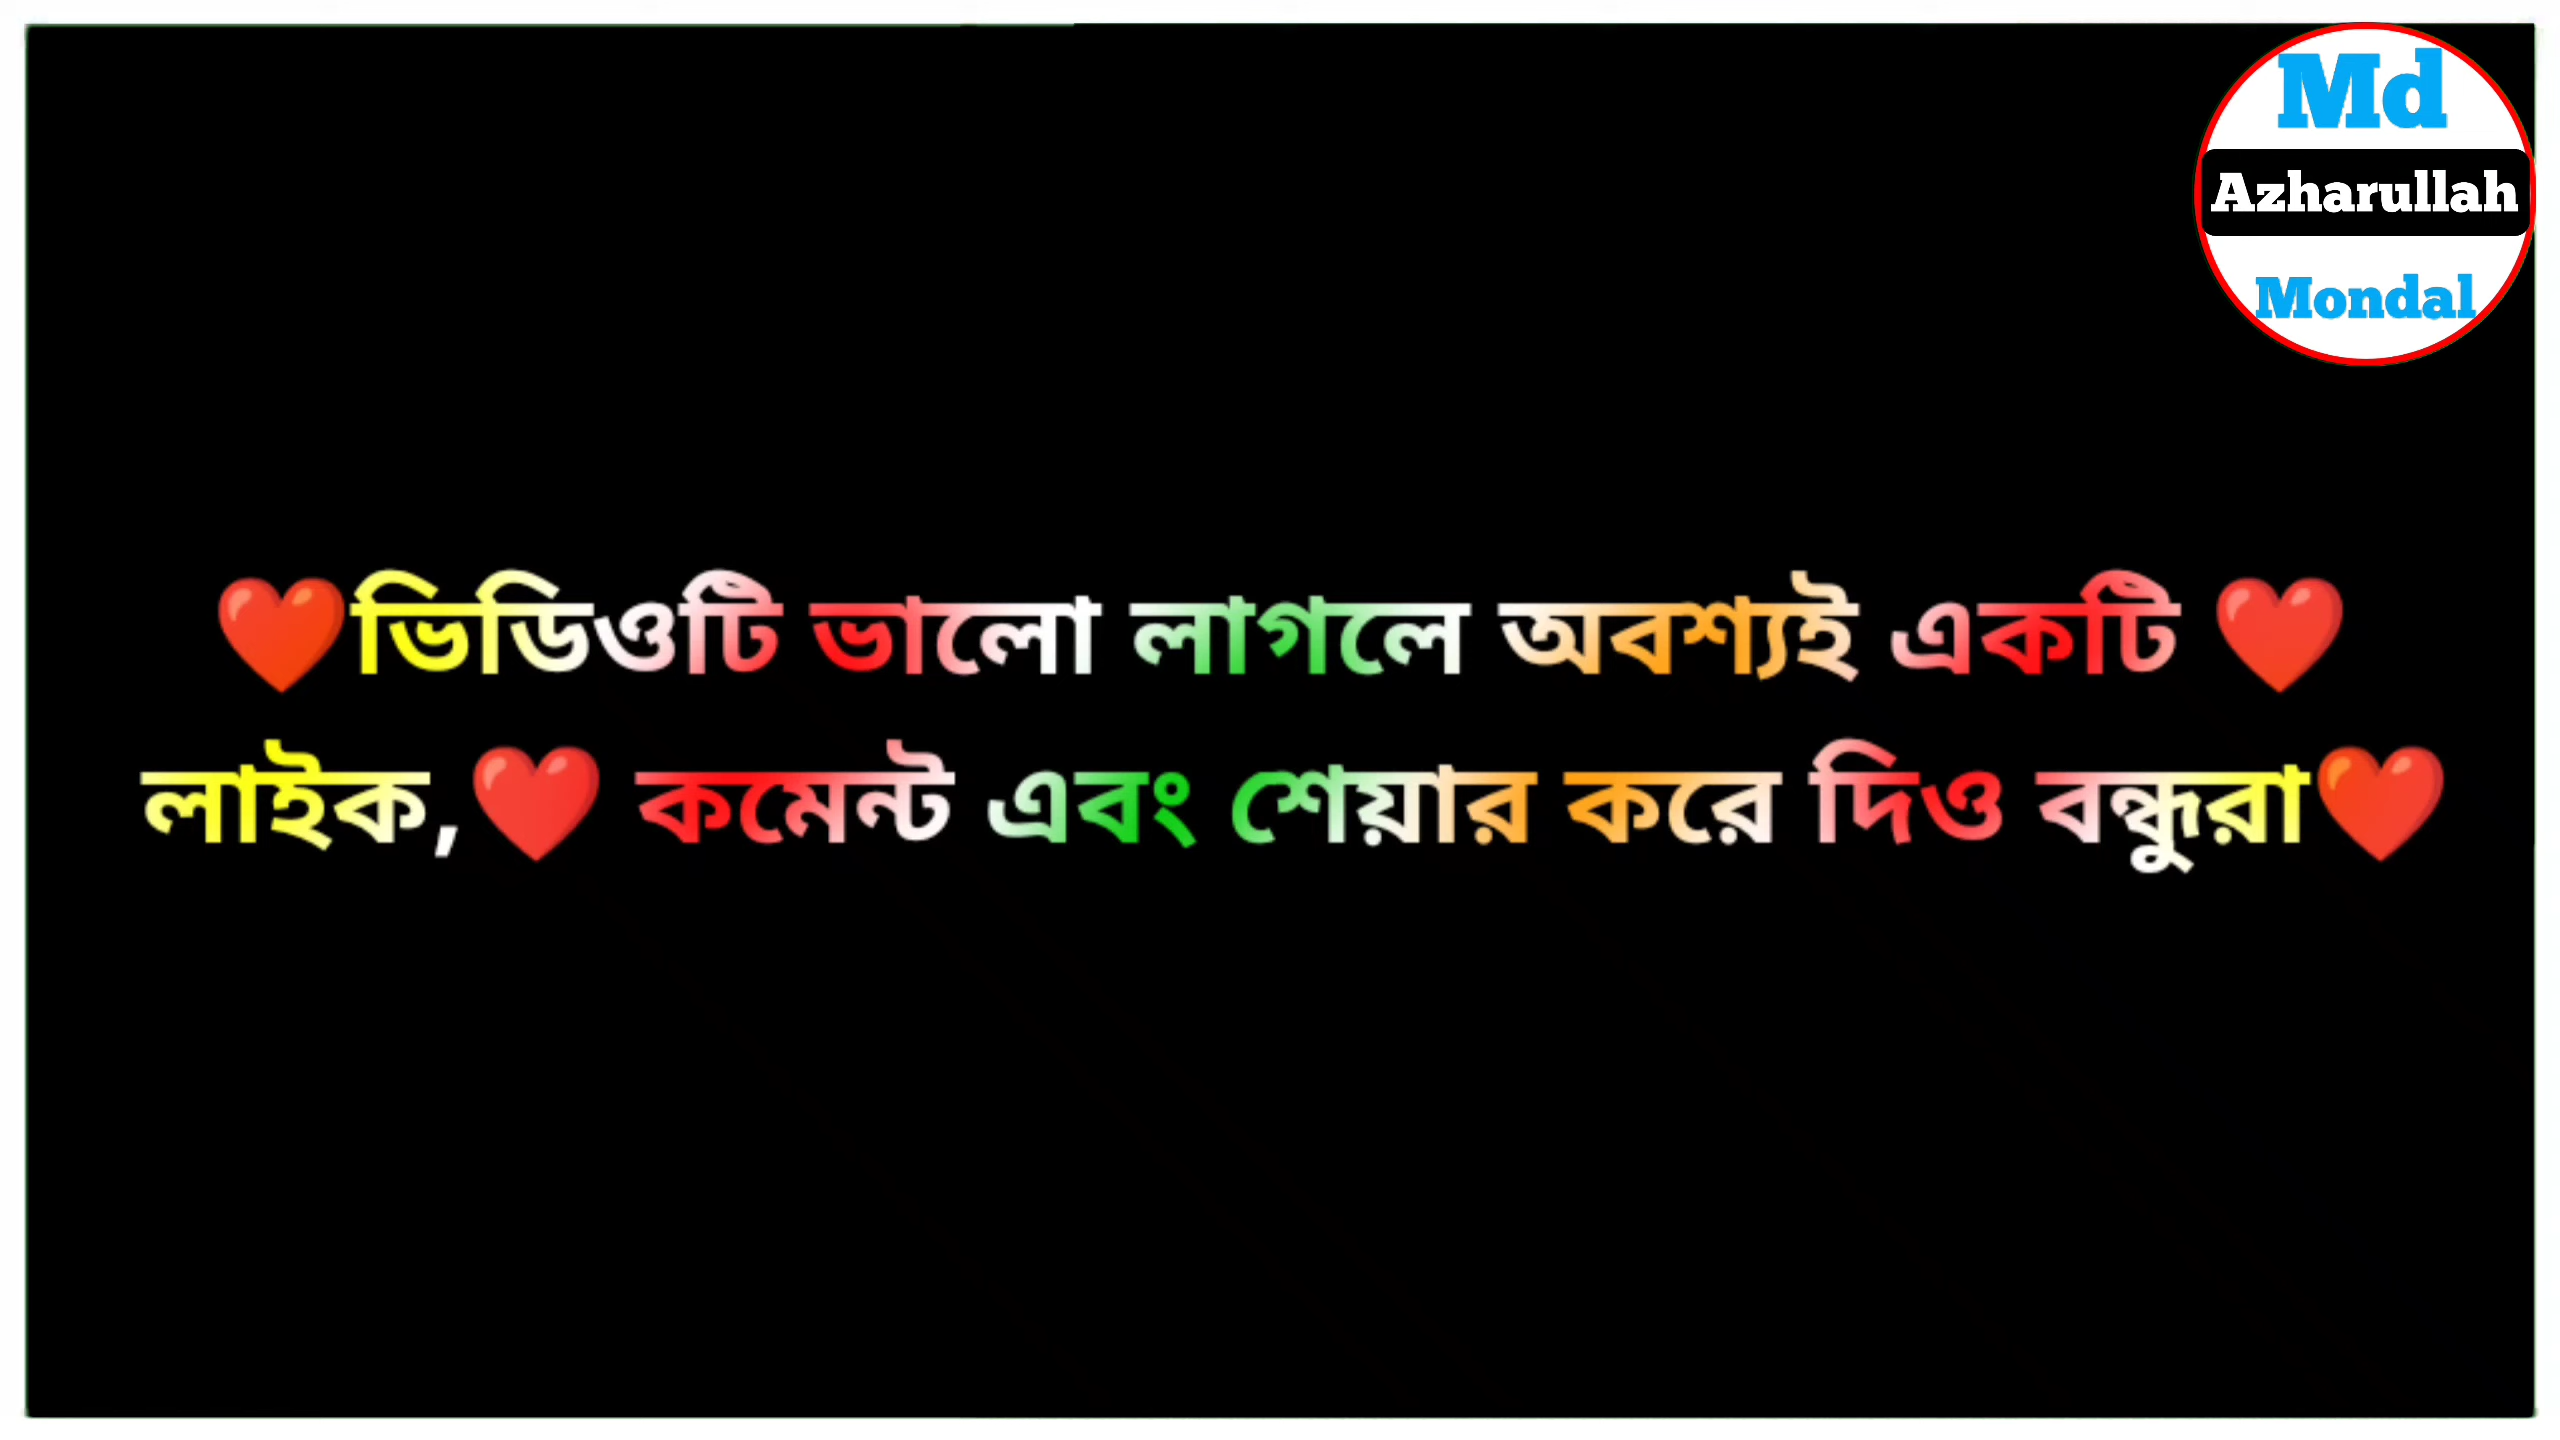 Md
Azharullah
Mondal
❤️ভিডিওটি ভালো লাগলে অবশ্যই একটি ❤️
লাইক,❤️ কমেন্ট এবং শেয়ার করে দিও বন্ধুরা❤️